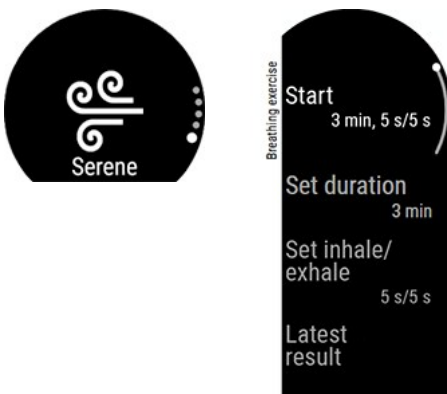 Serene
Breathing exercise
Start
3 min, 5 s/5 s
Set duration
3 min
Set inhale/
exhale
5 s/5 s
Latest
result